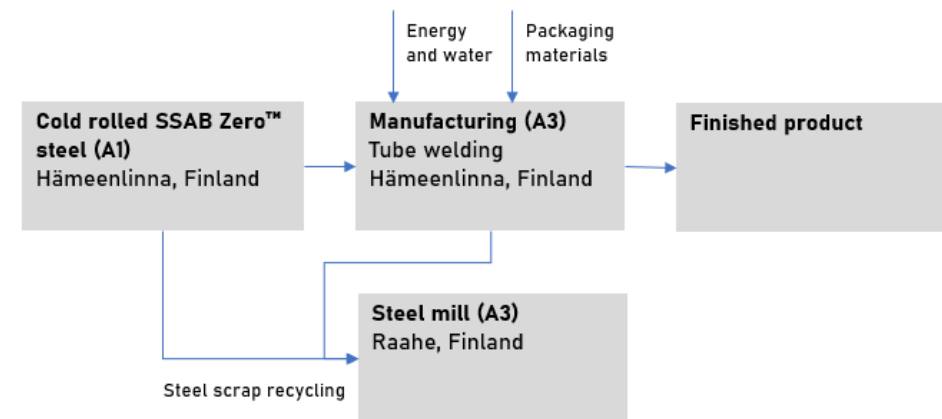 Energy
and water
Packaging
materials
Cold rolled SSAB Zero™
steel (A1)
Hämeenlinna, Finland
Manufacturing (A3)
Tube welding
Hämeenlinna, Finland
Finished product
Steel mill (A3)
Raahe, Finland
Steel scrap recycling